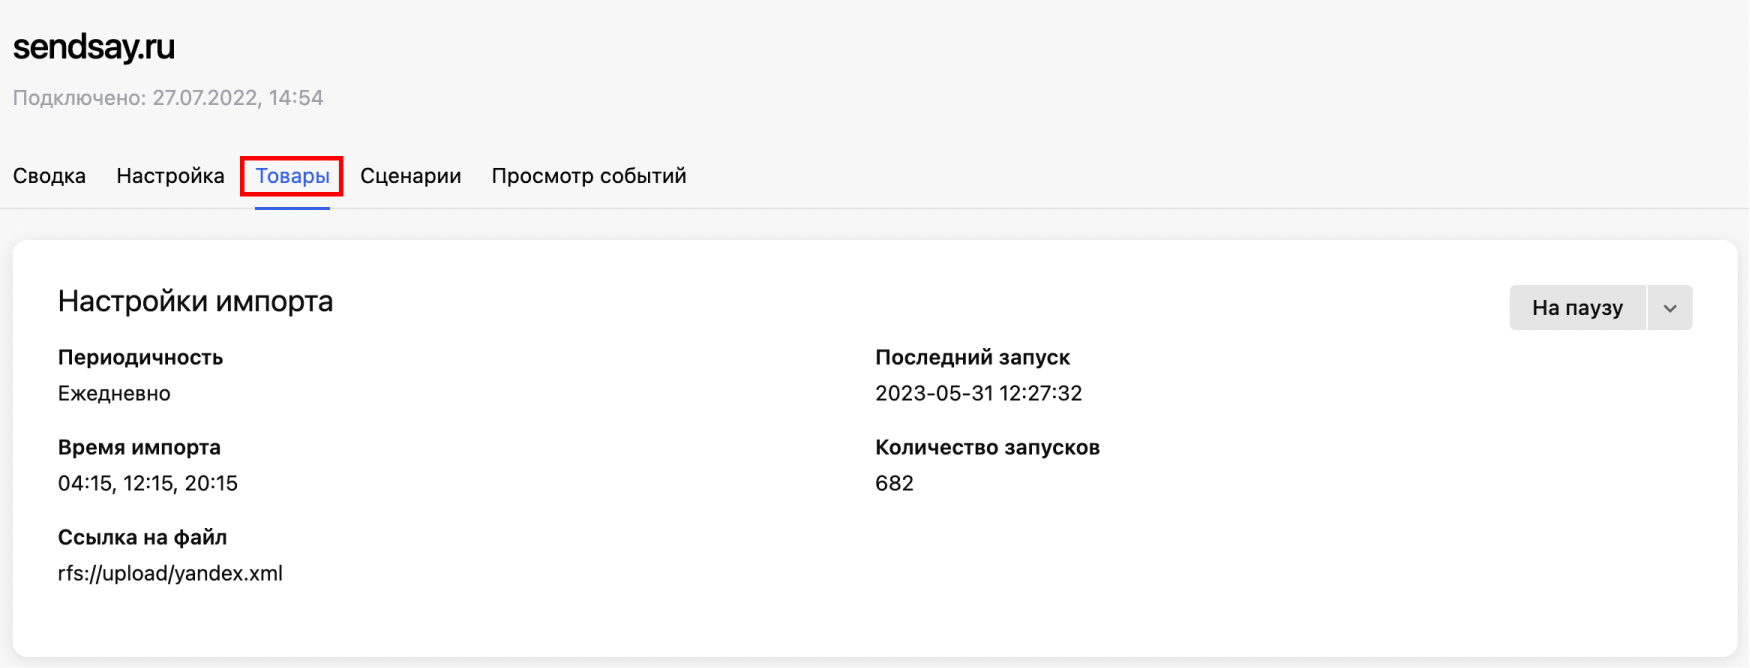 sendsay.ru
Подключено: 27.07.2022, 14:54
Сводка Настройка Товары Сценарии Просмотр событий
Настройки импорта
На паузу
Периодичность
Ежедневно
Последний запуск
2023-05-31 12:27:32
Время импорта
04:15, 12:15, 20:15
Количество запусков
682
Ссылка на файл
rfs://upload/yandex.xml